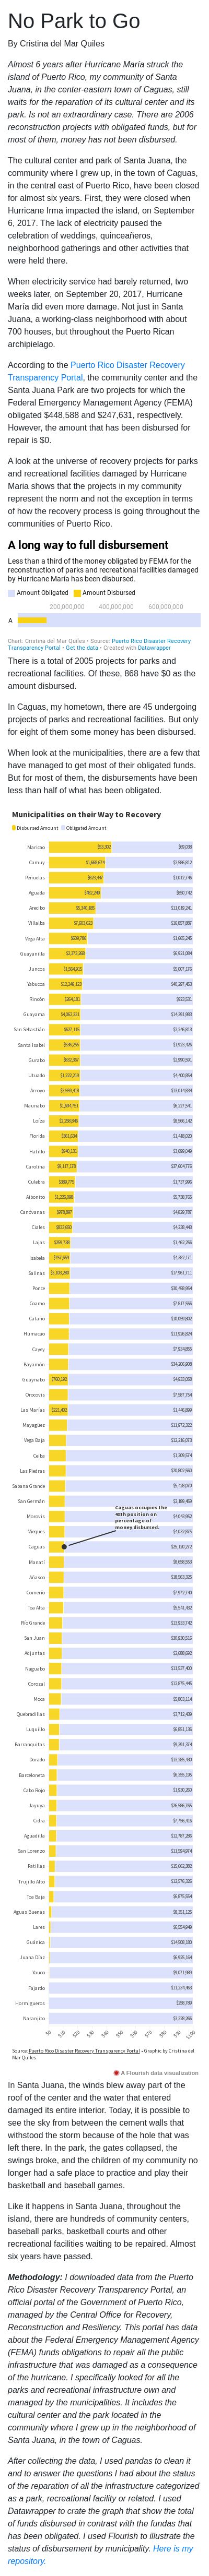 No Park to Go
By Cristina del Mar Quiles
Almost 6 years after Hurricane María struck the
island of Puerto Rico, my community of Santa
Juana, in the center-eastern town of Caguas, still
waits for the reparation of its cultural center and its
park. Is not an extraordinary case. There are 2006
reconstruction projects with obligated funds, but for
most of them, money has not been disbursed.
The cultural center and park of Santa Juana, the
community where I grew up, in the town of Caguas,
in the central east of Puerto Rico, have been closed
for almost six years. First, they were closed when
Hurricane Irma impacted the island, on September
6, 2017. The lack of electricity paused the
celebration of weddings, quinceañeros,
neighborhood gatherings and other activities that
were held there.
When electricity service had barely returned, two
weeks later, on September 20, 2017, Hurricane
María did even more damage. Not just in Santa
Juana, a working-class neighborhood with about
700 houses, but throughout the Puerto Rican
archipielago.
According to the Puerto Rico Disaster Recovery
Transparency Portal, the community center and the
Santa Juana Park are two projects for which the
Federal Emergency Management Agency (FEMA)
obligated $448,588 and $247,631, respectively.
However, the amount that has been disbursed for
repair is $0.
A look at the universe of recovery projects for parks
and recreational facilities damaged by Hurricane
Maria shows that the projects in my community
represent the norm and not the exception in terms
of how the recovery process is going throughout the
communities of Puerto Rico.
A long way to full disbursement
Less than a third of the money obligated by FEMA for the
reconstruction of parks and recreational facilities damaged
by Hurricane María has been disbursed.
Amount Obligated Amount Disbursed
200,000,000 400,000,000 600,000,000
A
Chart: Cristina del Mar Quiles • Source: Puerto Rico Disaster Recovery
Transparency Portal • Get the data • Created with Datawrapper
There is a total of 2005 projects for parks and
recreational facilities. Of these, 868 have $0 as the
amount disbursed.
In Caguas, my hometown, there are 45 undergoing
projects of parks and recreational facilities. But only
for eight of them more money has been disbursed.
When look at the municipalities, there are a few that
have managed to get most of their obligated funds.
But for most of them, the disbursements have been
less than half of what has been obligated.
Municipalities on their Way to Recovery
Disbursed Amount Obligated Amount
Maricao
Camuy
Peñuelas
Aguada
Arecibo
Villalba
Vega Alta
Guayanilla
Juncos
Yabucoa
Rincón
Guayama
San Sebastián
Santa Isabel
Gurabo
Utuado
Arroyo
Maunabo
Loíza
Florida
Hatillo
Carolina
Culebra
Aibonito
Canóvanas
Ciales
Lajas
Isabela
Salinas
Ponce
Coamo
Cataño
Humacao
Cayey
Bayamón
Guaynabo
Orocovis
Las Marías
Mayagüez
Vega Baja
Ceiba
Las Piedras
Sabana Grande
San Germán
Morovis
Vieques
Caguas occupies the
48th position on
percentage of
money disbursed.
Caguas
Manatí
Añasco
Comerío
Toa Alta
Río Grande
San Juan
Adjuntas
Naguabo
Corozal
Moca
Quebradillas
Luquillo
Barranquitas
Dorado
Barceloneta
Cabo Rojo
Jayuya
Cidra
Aguadilla
San Lorenzo
Patillas
Trujillo Alto
Toa Baja
Aguas Buenas
Lares
Guánica
Juana Díaz
Yauco
Fajardo
Hormigueros
Naranjito
$0 $10 $20 $30 $40 $50 $60 $70 $80 $90 $100
Source: Puerto Rico Disaster Recovery Transparency Portal • Graphic by Cristina del
Mar Quiles
A Flourish data visualization
In Santa Juana, the winds blew away part of the
roof of the center and the water that entered
damaged its entire interior. Today, it is possible to
see the sky from between the cement walls that
withstood the storm because of the hole that was
left there. In the park, the gates collapsed, the
swings broke, and the children of my community no
longer had a safe place to practice and play their
basketball and baseball games.
Like it happens in Santa Juana, throughout the
island, there are hundreds of community centers,
baseball parks, basketball courts and other
recreational facilities waiting to be repaired. Almost
six years have passed.
Methodology: I downloaded data from the Puerto
Rico Disaster Recovery Transparency Portal, an
official portal of the Government of Puerto Rico,
managed by the Central Office for Recovery,
Reconstruction and Resiliency. This portal has data
about the Federal Emergency Management Agency
(FEMA) funds obligations to repair all the public
infrastructure that was damaged as a consequence
of the hurricane. I specifically looked for all the
parks and recreational infrastructure own and
managed by the municipalities. It includes the
cultural center and the park located in the
community where I grew up in the neighborhood of
Santa Juana, in the town of Caguas.
After collecting the data, I used pandas to clean it
and to answer the questions I had about the status
of the reparation of all the infrastructure categorized
as a park, recreational facility or related. I used
Datawrapper to crate the graph that show the total
of funds disbursed in contrast with the fundas that
has been obligated. I used Flourish to illustrate the
status of disbursement by municipality. Here is my
repository.